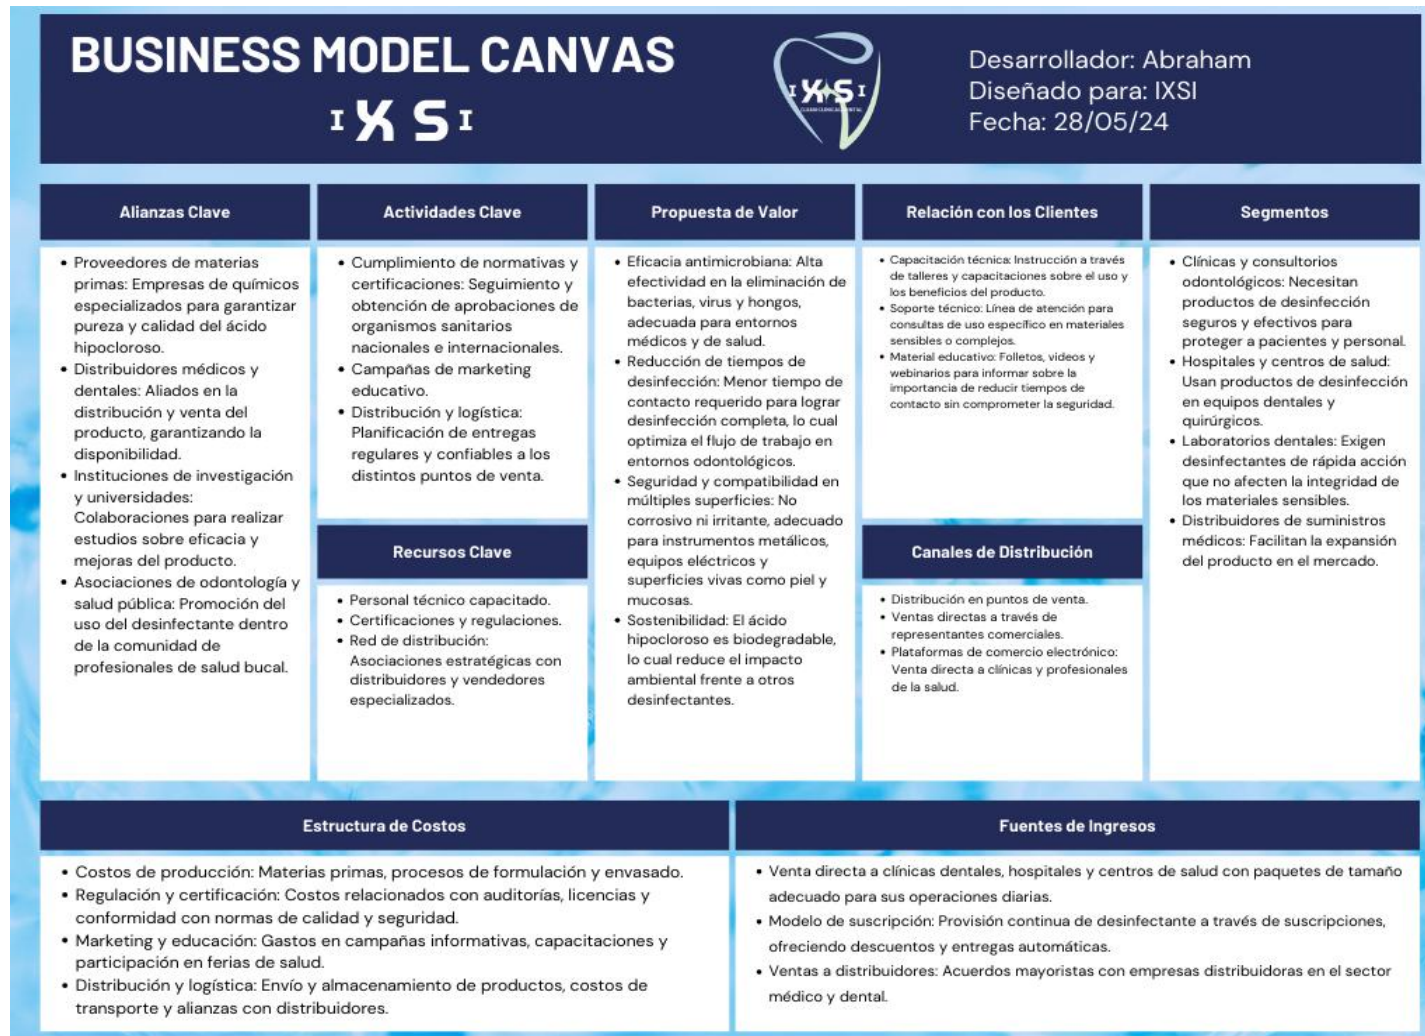 BUSINESS MODEL CANVAS
IXSI
IXSI
Desarrollador: Abraham
Diseñado para: IXSI
Fecha: 28/05/24
Alianzas Clave
• Proveedores de materias
primas: Empresas de químicos
especializados para garantizar
pureza y calidad del ácido
hipocloroso.
• Distribuidores médicos y
dentales: Aliados en la
distribución y venta del
producto, garantizando la
disponibilidad.
• Instituciones de investigación
y universidades:
Colaboraciones para realizar
estudios sobre eficacia y
mejoras del producto.
• Asociaciones de odontología y
salud pública: Promoción del
uso del desinfectante dentro
de la comunidad de
profesionales de salud bucal.
Actividades Clave
• Cumplimiento de normativas y
certificaciones: Seguimiento y
obtención de aprobaciones de
organismos sanitarios
nacionales e internacionales.
• Campañas de marketing
educativo.
• Distribución y logística:
Planificación de entregas
regulares y confiables a los
distintos puntos de venta.
Recursos Clave
• Personal técnico capacitado.
• Certificaciones y regulaciones.
• Red de distribución:
Asociaciones estratégicas con
distribuidores y vendedores
especializados.
Propuesta de Valor
• Eficacia antimicrobiana: Alta
efectividad en la eliminación de
bacterias, virus y hongos,
adecuada para entornos
médicos y de salud.
• Reducción de tiempos de
desinfección: Menor tiempo de
contacto requerido para lograr
desinfección completa, lo cual
optimiza el flujo de trabajo en
entornos odontológicos.
• Seguridad y compatibilidad en
múltiples superficies: No
corrosivo ni irritante, adecuado
para instrumentos metálicos,
equipos eléctricos y
superficies vivas como piel y
mucosas.
• Sostenibilidad: El ácido
hipocloroso es biodegradable,
lo cual reduce el impacto
ambiental frente a otros
desinfectantes.
Relación con los Clientes
• Capacitación técnica: Instrucción a través
de talleres y capacitaciones sobre el uso y
los beneficios del producto.
• Soporte técnico: Línea de atención para
consultas de uso específico en materiales
sensibles o complejos.
• Material educativo: Folletos, videos y
webinarios para informar sobre la
importancia de reducir tiempos de
contacto sin comprometer la seguridad.
Canales de Distribución
• Distribución en puntos de venta.
• Ventas directas a través de
representantes comerciales.
• Plataformas de comercio electrónico:
Venta directa a clínicas y profesionales
de la salud.
Segmentos
• Clínicas y consultorios
odontológicos: Necesitan
productos de desinfección
seguros y efectivos para
proteger a pacientes y personal.
• Hospitales y centros de salud:
Usan productos de desinfección
en equipos dentales y
quirúrgicos.
• Laboratorios dentales: Exigen
desinfectantes de rápida acción
que no afecten la integridad de
los materiales sensibles.
• Distribuidores de suministros
médicos: Facilitan la expansión
del producto en el mercado.
Estructura de Costos
• Costos de producción: Materias primas, procesos de formulación y envasado.
• Regulación y certificación: Costos relacionados con auditorías, licencias y
conformidad con normas de calidad y seguridad.
• Marketing y educación: Gastos en campañas informativas, capacitaciones y
participación en ferias de salud.
• Distribución y logística: Envío y almacenamiento de productos, costos de
transporte y alianzas con distribuidores.
Fuentes de Ingresos
• Venta directa a clínicas dentales, hospitales y centros de salud con paquetes de tamaño
adecuado para sus operaciones diarias.
• Modelo de suscripción: Provisión continua de desinfectante a través de suscripciones,
ofreciendo descuentos y entregas automáticas.
• Ventas a distribuidores: Acuerdos mayoristas con empresas distribuidoras en el sector
médico y dental.